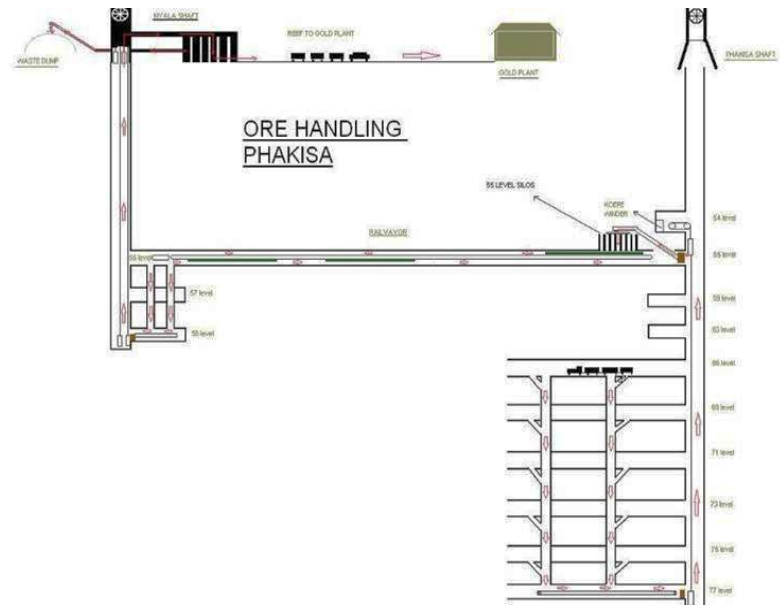 NYALA SHAFT
REEF TO GOLD PLANT
WASTE DUMP
GOLD PLANT
PHAKISA SHAFT
ORE HANDLING
PHAKISA
55 LEVEL SILOS
KOEPE
WINDER
54 level
RAILVAYOR
55 level
55 level
57 level
59 level
58 level
63 level
66 level
69 level
71 level
73 level
75 level
77 level